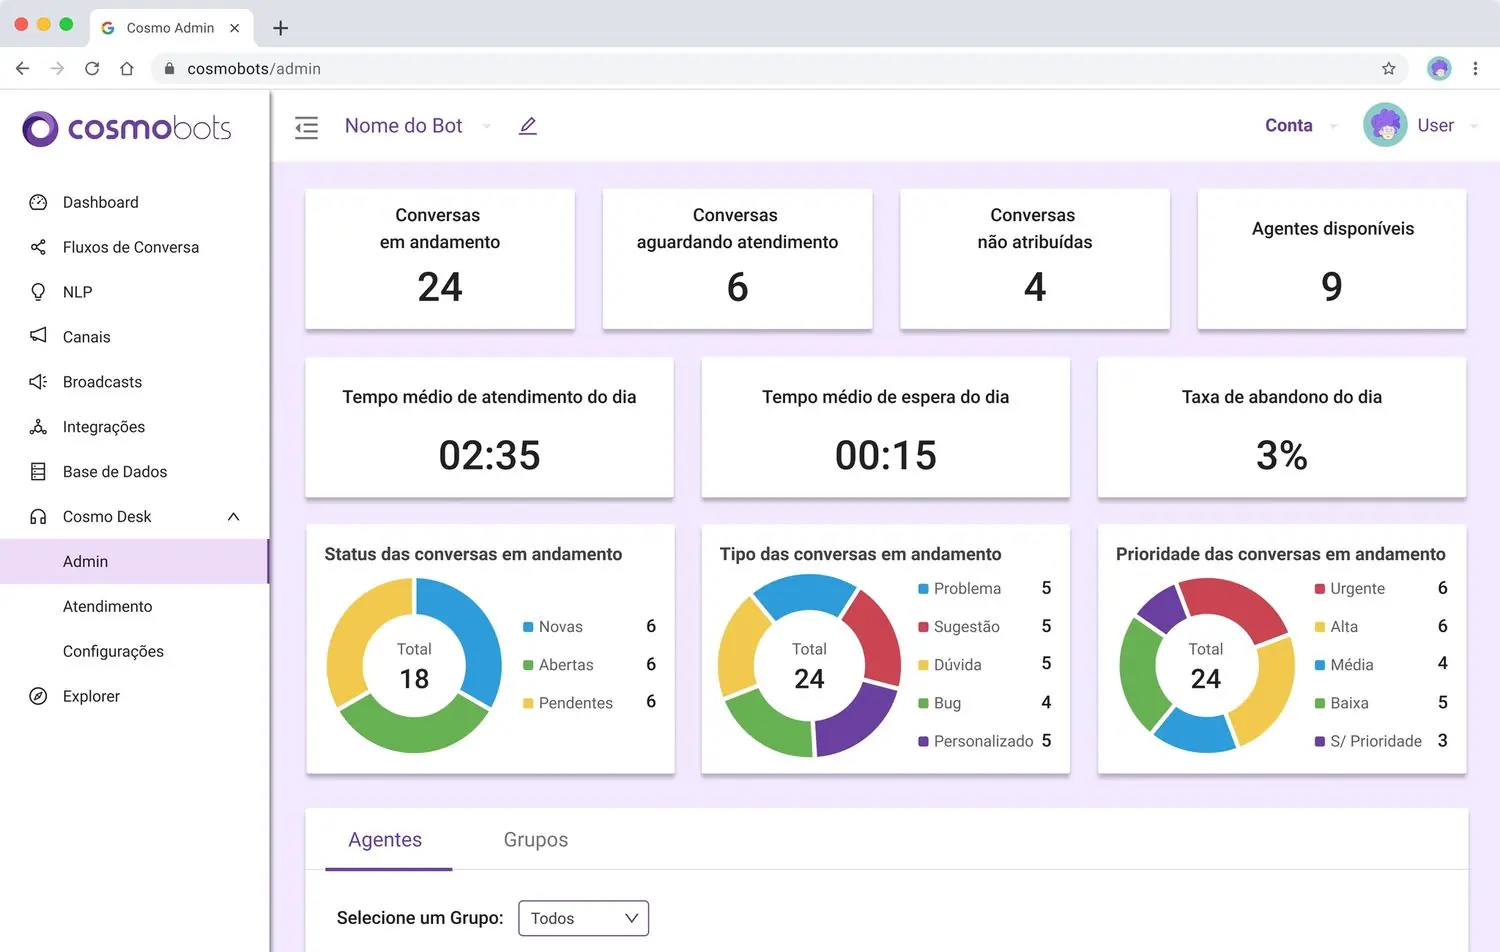 Cosmo Admin
cosmobots/admin
cosmobots
Nome do Bot
Conta
User
Dashboard
Fluxos de Conversa
NLP
Canais
Broadcasts
Integrações
Base de Dados
Cosmo Desk
Admin
Atendimento
Configurações
Explorer
Conversas
em andamento
24
Conversas
aguardando atendimento
6
Conversas
não atribuídas
4
Agentes disponíveis
9
Tempo médio de atendimento do dia
02:35
Tempo médio de espera do dia
00:15
Taxa de abandono do dia
3%
Status das conversas em andamento
Total
18
Novas 6
Abertas 6
Pendentes 6
Tipo das conversas em andamento
Total
24
Problema 5
Sugestão 5
Dúvida 5
Bug 4
Personalizado 5
Prioridade das conversas em andamento
Total
24
Urgente 6
Alta 6
Média 4
Baixa 5
S/ Prioridade 3
Agentes
Grupos
Selecione um Grupo: Todos